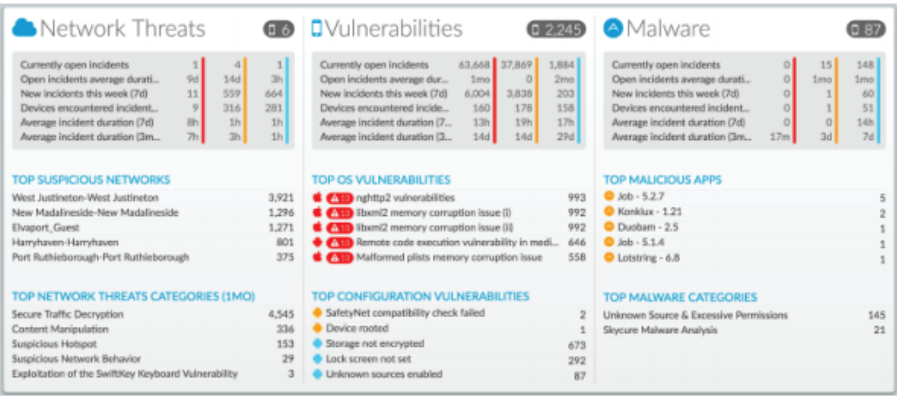 Network Threats
6
Currently open incidents 1 4 1
Open incidents average durati... 9d 14d 3h
New incidents this week (7d) 11 559 664
Devices encountered incident... 9 316 281
Average incident duration (7d) 8h 1h 1h
Average incident duration (3m... 7h 3h 1h
TOP SUSPICIOUS NETWORKS
West Justineton-West Justineton 3,921
New Madalineside-New Madalineside 1,296
Elvaport_Guest 1,271
Harryhaven-Harryhaven 801
Port Ruthieborough-Port Ruthieborough 375
TOP NETWORK THREATS CATEGORIES (1MO)
Secure Traffic Decryption 4,545
Content Manipulation 336
Suspicious Hotspot 153
Suspicious Network Behavior 29
Exploitation of the SwiftKey Keyboard Vulnerability 3
Vulnerabilities
2,245
Currently open incidents 63,668 37,869 1,884
Open incidents average dur... 1mo 0 2mo
New incidents this week (7d) 6,004 3,838 203
Devices encountered incide... 160 178 158
Average incident duration (7... 13h 19h 17h
Average incident duration (3... 14d 14d 29d
TOP OS VULNERABILITIES
10 nghttp2 vulnerabilities 993
10 libxml2 memory corruption issue (i) 992
10 libxml2 memory corruption issue (ii) 992
10 Remote code execution vulnerability in medi... 646
10 Malformed plists memory corruption issue 558
TOP CONFIGURATION VULNERABILITIES
SafetyNet compatibility check failed 2
Device rooted 1
Storage not encrypted 673
Lock screen not set 292
Unknown sources enabled 87
Malware
87
Currently open incidents 0 15 148
Open incidents average durati... 0 1mo 1mo
New incidents this week (7d) 0 1 60
Devices encountered incident... 0 1 51
Average incident duration (7d) 0 0 14h
Average incident duration (3m... 17m 3d 7d
TOP MALICIOUS APPS
Job - 5.2.7 5
Konklux - 1.21 2
Duobam - 2.5 1
Job - 5.1.4 1
Lotstring - 6.8 1
TOP MALWARE CATEGORIES
Unknown Source & Excessive Permissions 145
Skycure Malware Analysis 21